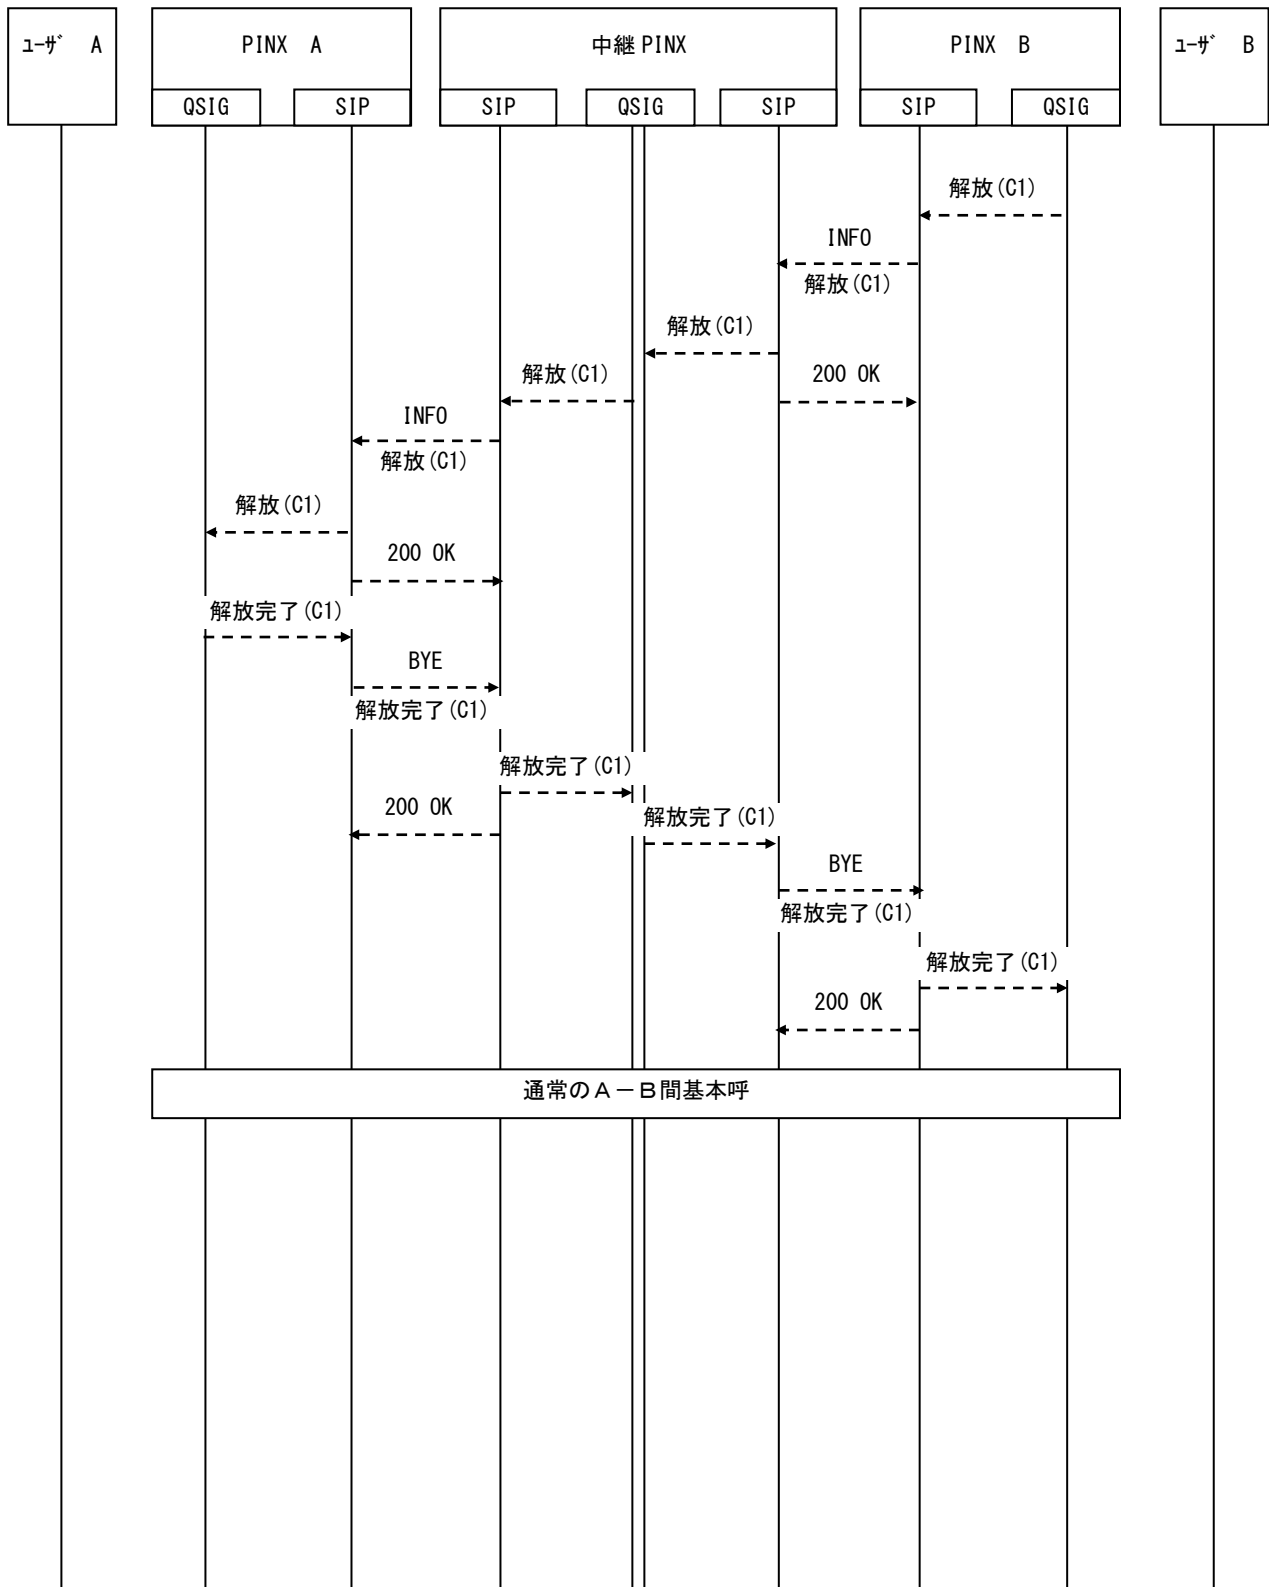 ﾕｰｻﾞ A
PINX A
中継PINX
PINX B
ﾕｰｻﾞ B
QSIG
SIP
SIP
QSIG
SIP
SIP
QSIG
解放(C1)
INFO
解放(C1)
解放(C1)
解放(C1)
200 OK
INFO
解放(C1)
解放(C1)
200 OK
解放完了(C1)
BYE
解放完了(C1)
解放完了(C1)
200 OK
解放完了(C1)
BYE
解放完了(C1)
解放完了(C1)
200 OK
通常のA－B間基本呼